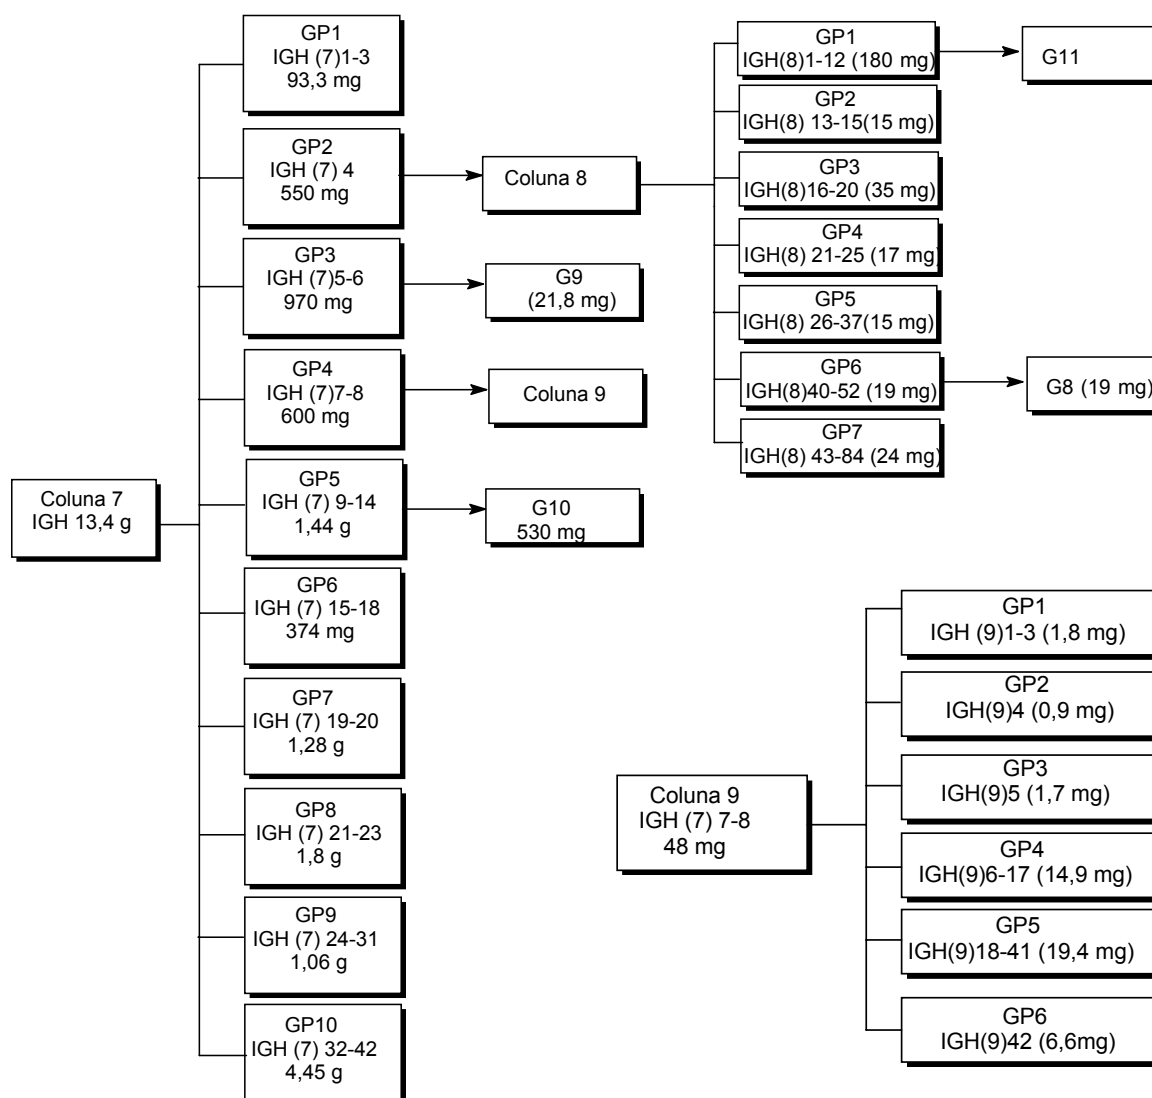 Coluna 7
IGH 13,4 g
GP1
IGH (7)1-3
93,3 mg
GP2
IGH (7) 4
550 mg
GP3
IGH (7)5-6
970 mg
GP4
IGH (7)7-8
600 mg
GP5
IGH (7) 9-14
1,44 g
GP6
IGH (7) 15-18
374 mg
GP7
IGH (7) 19-20
1,28 g
GP8
IGH (7) 21-23
1,8 g
GP9
IGH (7) 24-31
1,06 g
GP10
IGH (7) 32-42
4,45 g
Coluna 8
G9
(21,8 mg)
Coluna 9
G10
530 mg
GP1
IGH(8)1-12 (180 mg)
GP2
IGH(8) 13-15(15 mg)
GP3
IGH(8)16-20 (35 mg)
GP4
IGH(8) 21-25 (17 mg)
GP5
IGH(8) 26-37(15 mg)
GP6
IGH(8)40-52 (19 mg)
GP7
IGH(8) 43-84 (24 mg)
G11
G8 (19 mg)
Coluna 9
IGH (7) 7-8
48 mg
GP1
IGH (9)1-3 (1,8 mg)
GP2
IGH(9)4 (0,9 mg)
GP3
IGH(9)5 (1,7 mg)
GP4
IGH(9)6-17 (14,9 mg)
GP5
IGH(9)18-41 (19,4 mg)
GP6
IGH(9)42 (6,6mg)